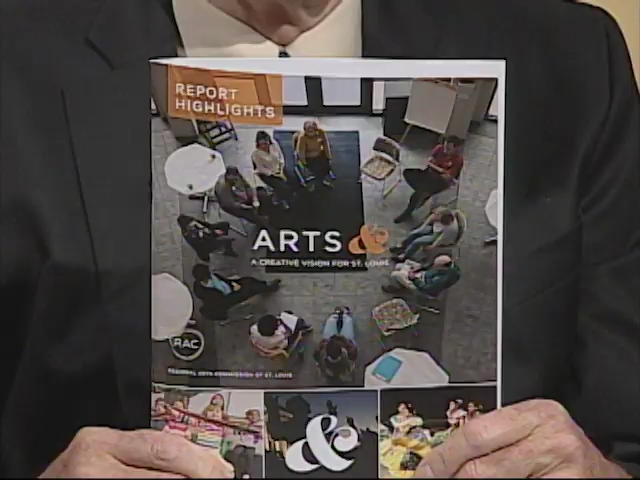 REPORT
HIGHLIGHTS
ARTS &
A CREATIVE VISION FOR ST. LOUIS
RAC
REGIONAL ARTS COMMISSION OF ST. LOUIS
&